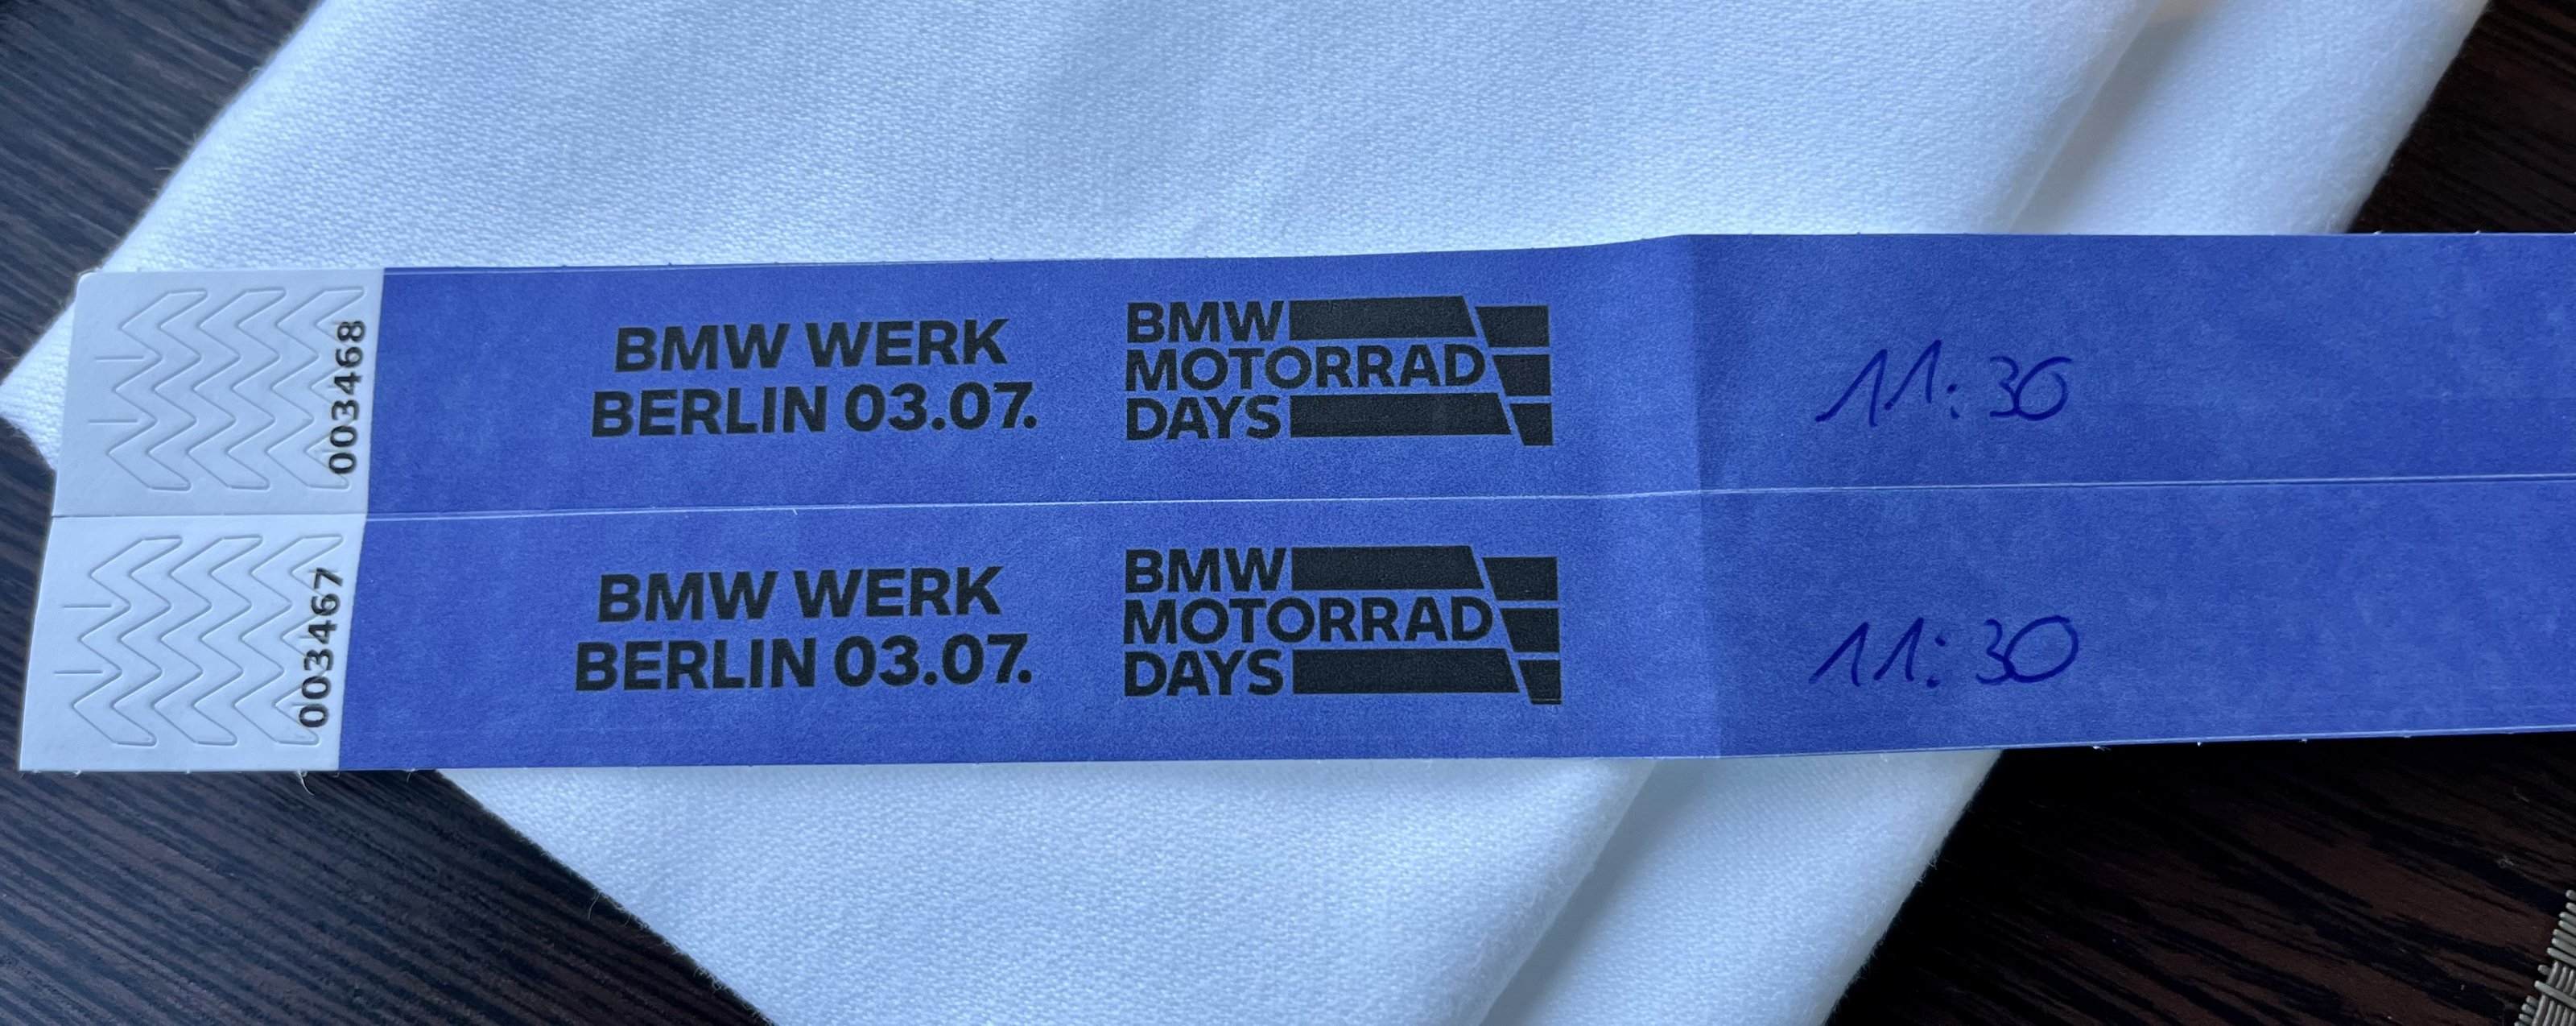 003468
BMW WERK
BERLIN 03.07.
BMW
MOTORRAD
DAYS
11:30
003467
BMW WERK
BERLIN 03.07.
BMW
MOTORRAD
DAYS
11:30